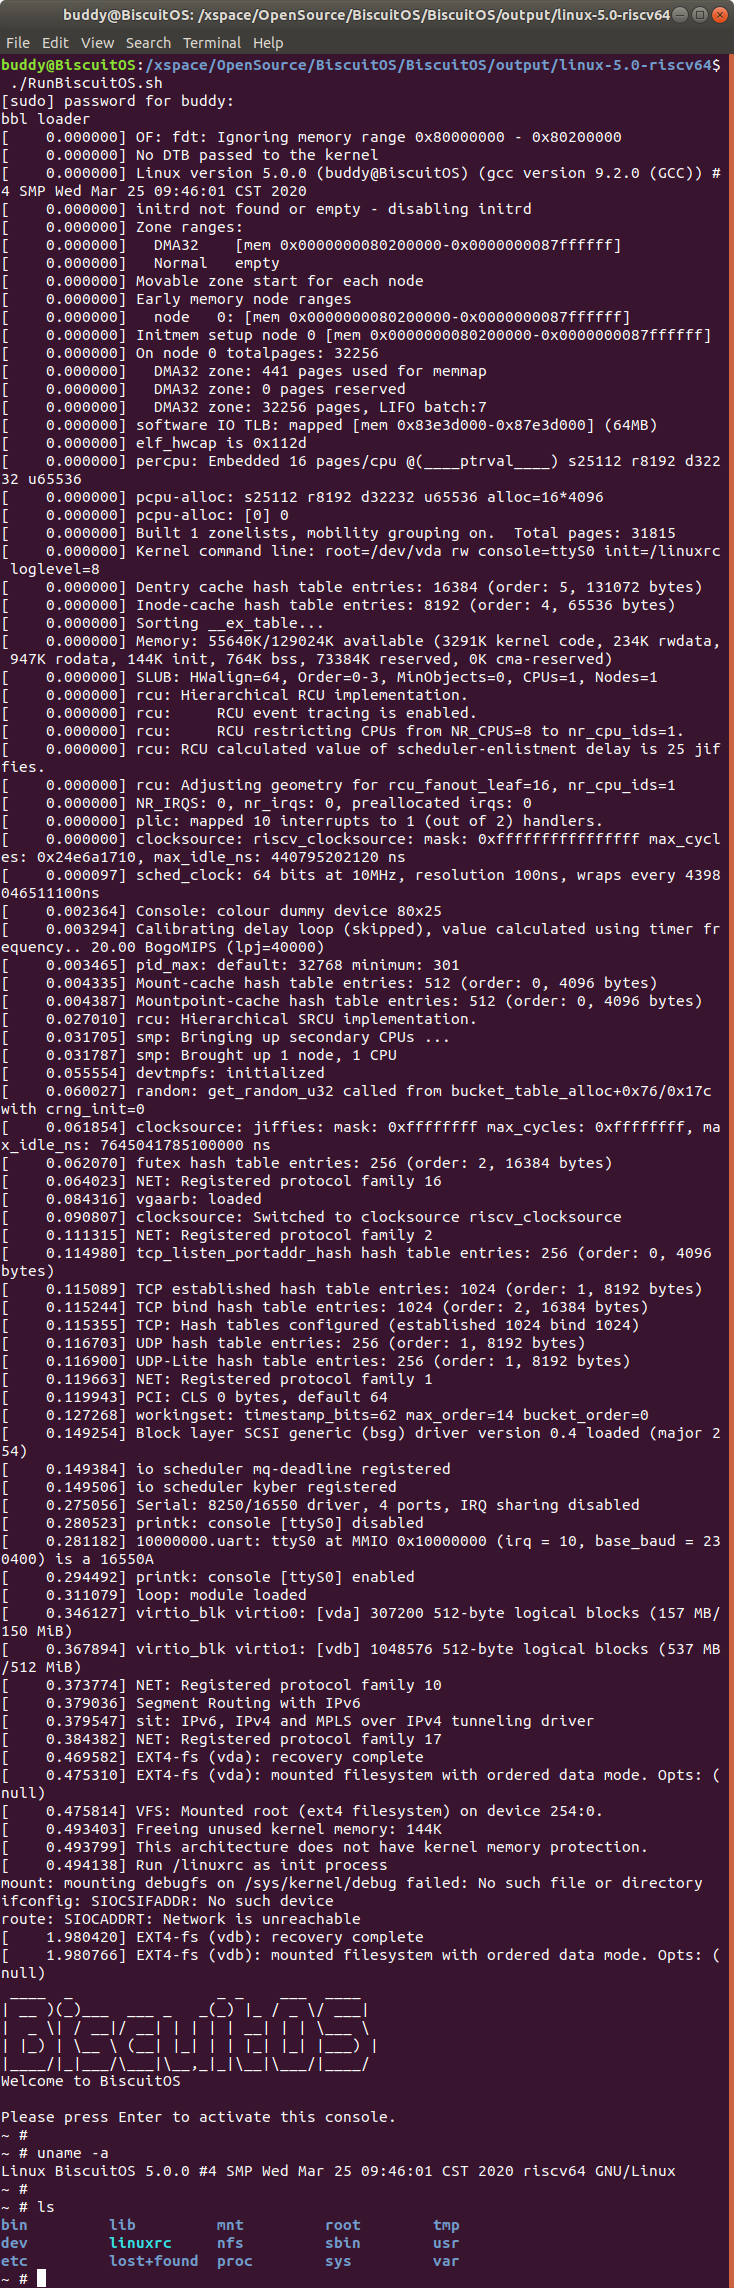 buddy@BiscuitOS: /xspace/OpenSource/BiscuitOS/BiscuitOS/output/linux-5.0-riscv64
File Edit View Search Terminal Help
buddy@BiscuitOS:/xspace/OpenSource/BiscuitOS/BiscuitOS/output/linux-5.0-riscv64$
 ./RunBiscuitOS.sh
[sudo] password for buddy:
bbl loader
[    0.000000] OF: fdt: Ignoring memory range 0x80000000 - 0x80200000
[    0.000000] No DTB passed to the kernel
[    0.000000] Linux version 5.0.0 (buddy@BiscuitOS) (gcc version 9.2.0 (GCC)) #
4 SMP Wed Mar 25 09:46:01 CST 2020
[    0.000000] initrd not found or empty - disabling initrd
[    0.000000] Zone ranges:
[    0.000000]   DMA32    [mem 0x0000000080200000-0x0000000087ffffff]
[    0.000000]   Normal   empty
[    0.000000] Movable zone start for each node
[    0.000000] Early memory node ranges
[    0.000000]   node   0: [mem 0x0000000080200000-0x0000000087ffffff]
[    0.000000] Initmem setup node 0 [mem 0x0000000080200000-0x0000000087ffffff]
[    0.000000] On node 0 totalpages: 32256
[    0.000000]   DMA32 zone: 441 pages used for memmap
[    0.000000]   DMA32 zone: 0 pages reserved
[    0.000000]   DMA32 zone: 32256 pages, LIFO batch:7
[    0.000000] software IO TLB: mapped [mem 0x83e3d000-0x87e3d000] (64MB)
[    0.000000] elf_hwcap is 0x112d
[    0.000000] percpu: Embedded 16 pages/cpu @(____ptrval____) s25112 r8192 d322
32 u65536
[    0.000000] pcpu-alloc: s25112 r8192 d32232 u65536 alloc=16*4096
[    0.000000] pcpu-alloc: [0] 0
[    0.000000] Built 1 zonelists, mobility grouping on.  Total pages: 31815
[    0.000000] Kernel command line: root=/dev/vda rw console=ttyS0 init=/linuxrc
 loglevel=8
[    0.000000] Dentry cache hash table entries: 16384 (order: 5, 131072 bytes)
[    0.000000] Inode-cache hash table entries: 8192 (order: 4, 65536 bytes)
[    0.000000] Sorting __ex_table...
[    0.000000] Memory: 55640K/129024K available (3291K kernel code, 234K rwdata,
 947K rodata, 144K init, 764K bss, 73384K reserved, 0K cma-reserved)
[    0.000000] SLUB: HWalign=64, Order=0-3, MinObjects=0, CPUs=1, Nodes=1
[    0.000000] rcu: Hierarchical RCU implementation.
[    0.000000] rcu:     RCU event tracing is enabled.
[    0.000000] rcu:     RCU restricting CPUs from NR_CPUS=8 to nr_cpu_ids=1.
[    0.000000] rcu: RCU calculated value of scheduler-enlistment delay is 25 jif
fies.
[    0.000000] rcu: Adjusting geometry for rcu_fanout_leaf=16, nr_cpu_ids=1
[    0.000000] NR_IRQS: 0, nr_irqs: 0, preallocated irqs: 0
[    0.000000] plic: mapped 10 interrupts to 1 (out of 2) handlers.
[    0.000000] clocksource: riscv_clocksource: mask: 0xffffffffffffffff max_cycl
es: 0x24e6a1710, max_idle_ns: 440795202120 ns
[    0.000097] sched_clock: 64 bits at 10MHz, resolution 100ns, wraps every 4398
046511100ns
[    0.002364] Console: colour dummy device 80x25
[    0.003294] Calibrating delay loop (skipped), value calculated using timer fr
equency.. 20.00 BogoMIPS (lpj=40000)
[    0.003465] pid_max: default: 32768 minimum: 301
[    0.004335] Mount-cache hash table entries: 512 (order: 0, 4096 bytes)
[    0.004387] Mountpoint-cache hash table entries: 512 (order: 0, 4096 bytes)
[    0.027010] rcu: Hierarchical SRCU implementation.
[    0.031705] smp: Bringing up secondary CPUs ...
[    0.031787] smp: Brought up 1 node, 1 CPU
[    0.055554] devtmpfs: initialized
[    0.060027] random: get_random_u32 called from bucket_table_alloc+0x76/0x17c
with crng_init=0
[    0.061854] clocksource: jiffies: mask: 0xffffffff max_cycles: 0xffffffff, ma
x_idle_ns: 7645041785100000 ns
[    0.062070] futex hash table entries: 256 (order: 2, 16384 bytes)
[    0.064023] NET: Registered protocol family 16
[    0.084316] vgaarb: loaded
[    0.090807] clocksource: Switched to clocksource riscv_clocksource
[    0.111315] NET: Registered protocol family 2
[    0.114980] tcp_listen_portaddr_hash hash table entries: 256 (order: 0, 4096
bytes)
[    0.115089] TCP established hash table entries: 1024 (order: 1, 8192 bytes)
[    0.115244] TCP bind hash table entries: 1024 (order: 2, 16384 bytes)
[    0.115355] TCP: Hash tables configured (established 1024 bind 1024)
[    0.116703] UDP hash table entries: 256 (order: 1, 8192 bytes)
[    0.116900] UDP-Lite hash table entries: 256 (order: 1, 8192 bytes)
[    0.119663] NET: Registered protocol family 1
[    0.119943] PCI: CLS 0 bytes, default 64
[    0.127268] workingset: timestamp_bits=62 max_order=14 bucket_order=0
[    0.149254] Block layer SCSI generic (bsg) driver version 0.4 loaded (major 2
54)
[    0.149384] io scheduler mq-deadline registered
[    0.149506] io scheduler kyber registered
[    0.275056] Serial: 8250/16550 driver, 4 ports, IRQ sharing disabled
[    0.280523] printk: console [ttyS0] disabled
[    0.281182] 10000000.uart: ttyS0 at MMIO 0x10000000 (irq = 10, base_baud = 23
0400) is a 16550A
[    0.294492] printk: console [ttyS0] enabled
[    0.311079] loop: module loaded
[    0.346127] virtio_blk virtio0: [vda] 307200 512-byte logical blocks (157 MB/
150 MiB)
[    0.367894] virtio_blk virtio1: [vdb] 1048576 512-byte logical blocks (537 MB
/512 MiB)
[    0.373774] NET: Registered protocol family 10
[    0.379036] Segment Routing with IPv6
[    0.379547] sit: IPv6, IPv4 and MPLS over IPv4 tunneling driver
[    0.384382] NET: Registered protocol family 17
[    0.469582] EXT4-fs (vda): recovery complete
[    0.475310] EXT4-fs (vda): mounted filesystem with ordered data mode. Opts: (
null)
[    0.475814] VFS: Mounted root (ext4 filesystem) on device 254:0.
[    0.493403] Freeing unused kernel memory: 144K
[    0.493799] This architecture does not have kernel memory protection.
[    0.494138] Run /linuxrc as init process
mount: mounting debugfs on /sys/kernel/debug failed: No such file or directory
ifconfig: SIOCSIFADDR: No such device
route: SIOCADDRT: Network is unreachable
[    1.980420] EXT4-fs (vdb): recovery complete
[    1.980766] EXT4-fs (vdb): mounted filesystem with ordered data mode. Opts: (
null)
BiscuitOS
Welcome to BiscuitOS
Please press Enter to activate this console.
~ #
~ # uname -a
Linux BiscuitOS 5.0.0 #4 SMP Wed Mar 25 09:46:01 CST 2020 riscv64 GNU/Linux
~ #
~ # ls
bin         lib         mnt         root        tmp
dev         linuxrc     nfs         sbin        usr
etc         lost+found  proc        sys         var
~ #